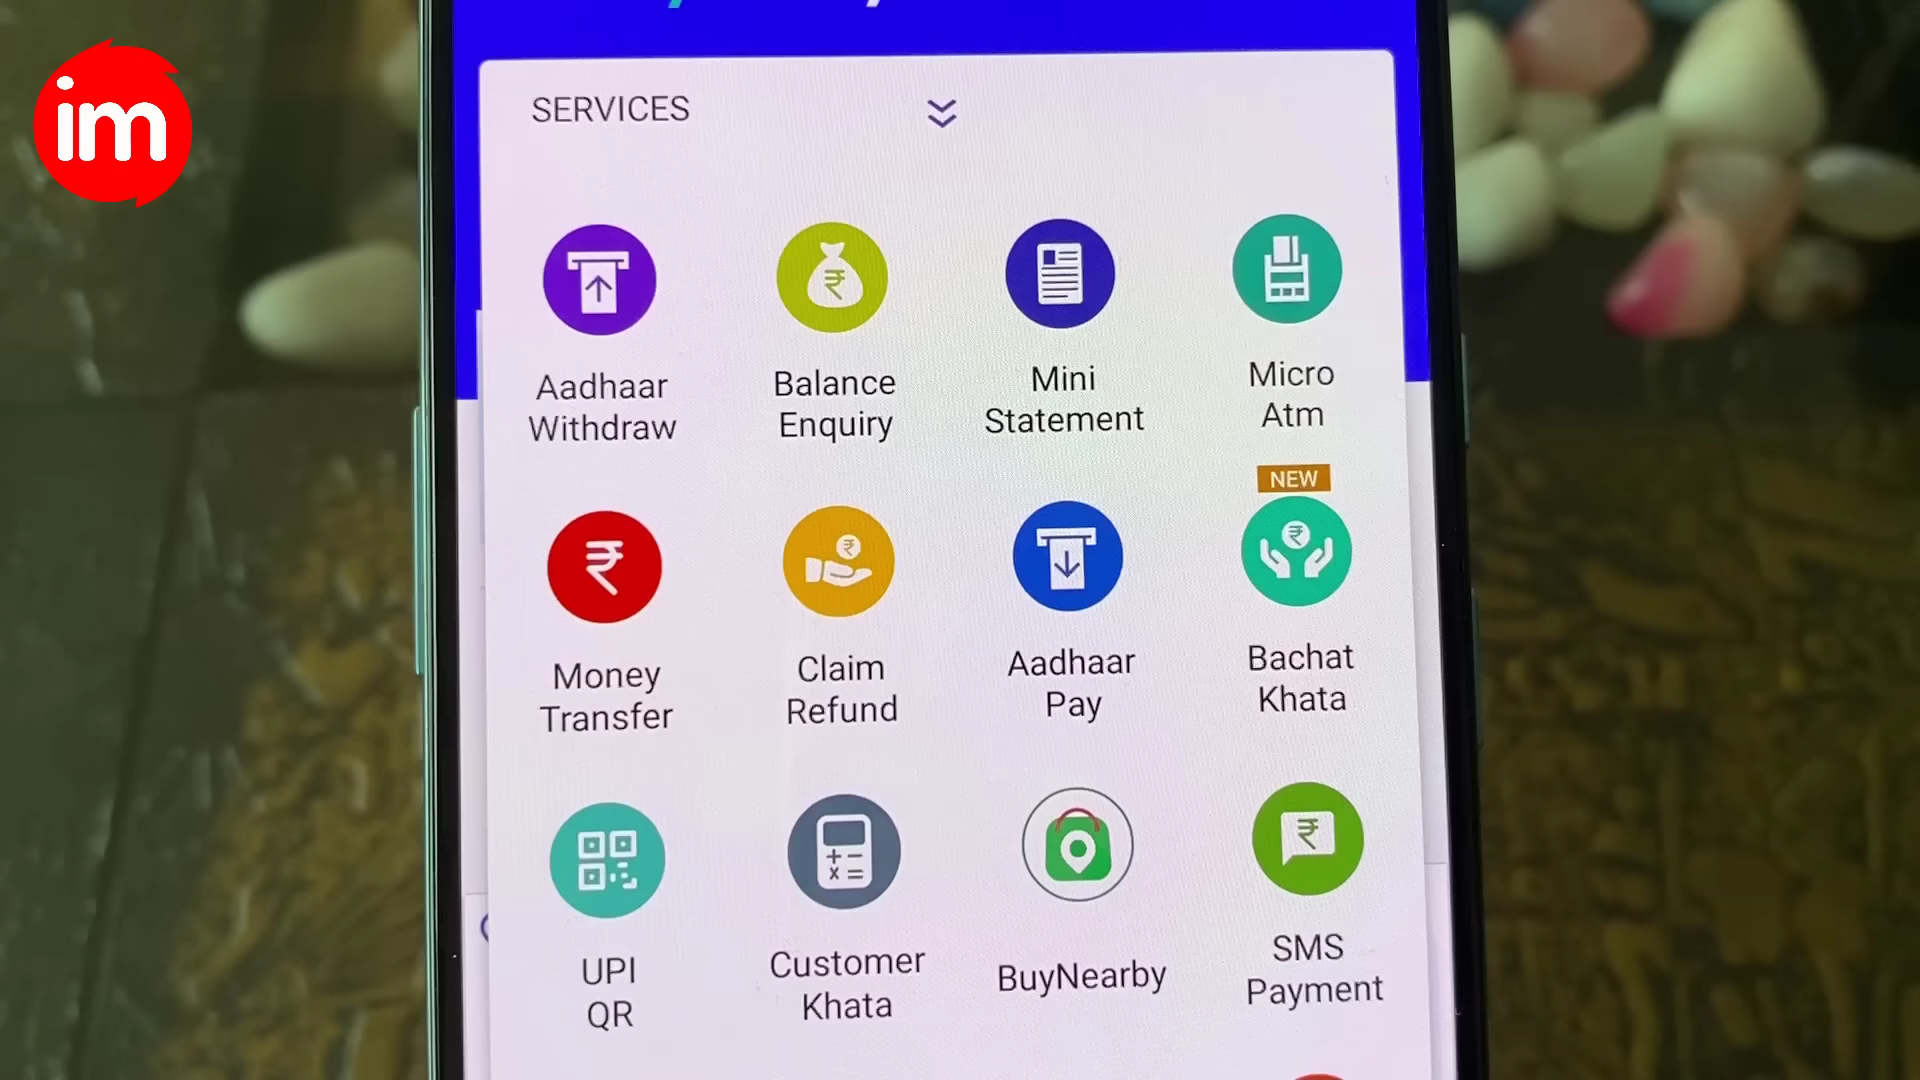 im
SERVICES
Aadhaar
Withdraw
Balance
Enquiry
Mini
Statement
Micro
Atm
Money
Transfer
Claim
Refund
Aadhaar
Pay
NEW
Bachat
Khata
UPI
QR
Customer
Khata
BuyNearby
SMS
Payment